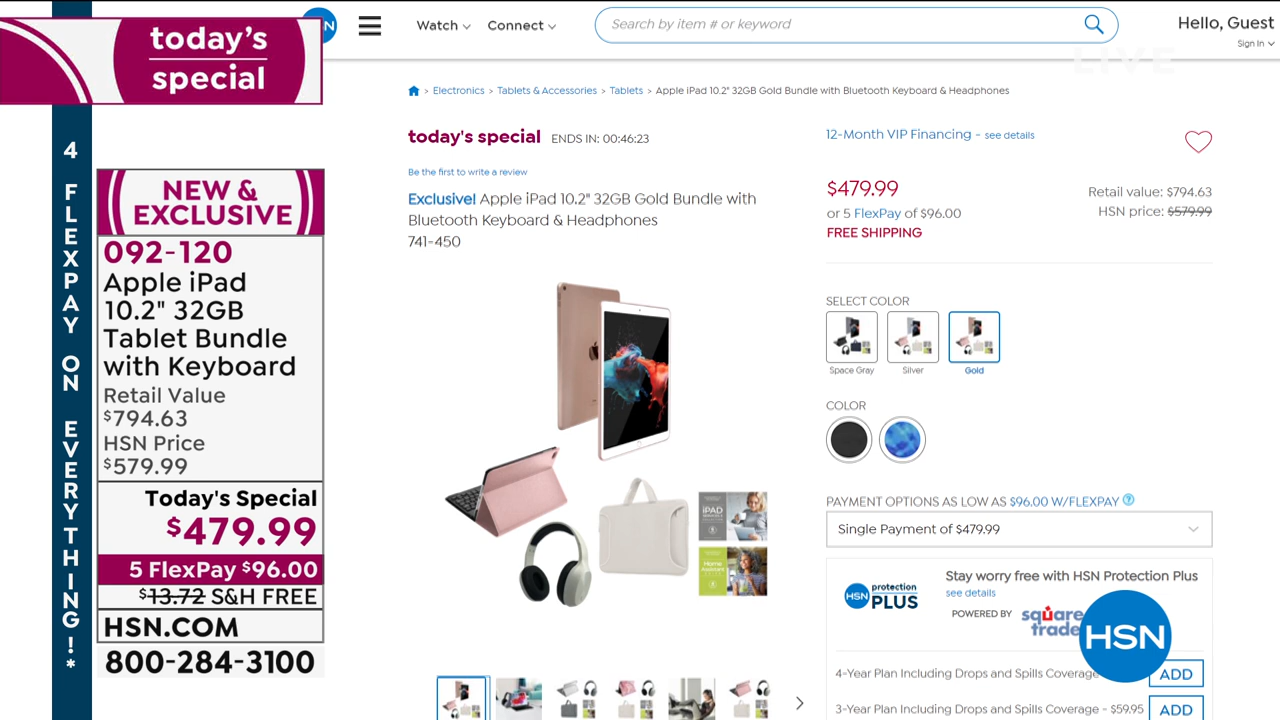 today's
special
4
FLEXPAY
ON
EVERYTHING!*
NEW &
EXCLUSIVE
092-120
Apple iPad
10.2" 32GB
Tablet Bundle
with Keyboard
Retail Value
$794.63
HSN Price
$579.99
Today's Special
$479.99
5 FlexPay $96.00
$13.72 S&H FREE
HSN.COM
800-284-3100
Watch
Connect
Search by item # or keyword
Hello, Guest
Sign In
LIVE
> Electronics > Tablets & Accessories > Tablets > Apple iPad 10.2" 32GB Gold Bundle with Bluetooth Keyboard & Headphones
today's special ENDS IN: 00:46:23
Be the first to write a review
Exclusive! Apple iPad 10.2" 32GB Gold Bundle with
Bluetooth Keyboard & Headphones
741-450
iPAD
Home
Assistant
12-Month VIP Financing - see details
$479.99
or 5 FlexPay of $96.00
FREE SHIPPING
Retail value: $794.63
HSN price: $579.99
SELECT COLOR
Space Gray
Silver
Gold
COLOR
PAYMENT OPTIONS AS LOW AS $96.00 W/FLEXPAY ?
Single Payment of $479.99
HSN protection
PLUS
Stay worry free with HSN Protection Plus
see details
POWERED BY
square
trade
HSN
4-Year Plan Including Drops and Spills Coverage
ADD
3-Year Plan Including Drops and Spills Coverage - $59.95
ADD